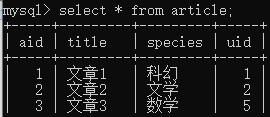 mysql> select * from article;
+-----+-------+---------+-----+
| aid | title | species | uid |
+-----+-------+---------+-----+
| 1 | 文章1 | 科幻 | 1 |
| 2 | 文章2 | 文学 | 2 |
| 3 | 文章3 | 数学 | 5 |